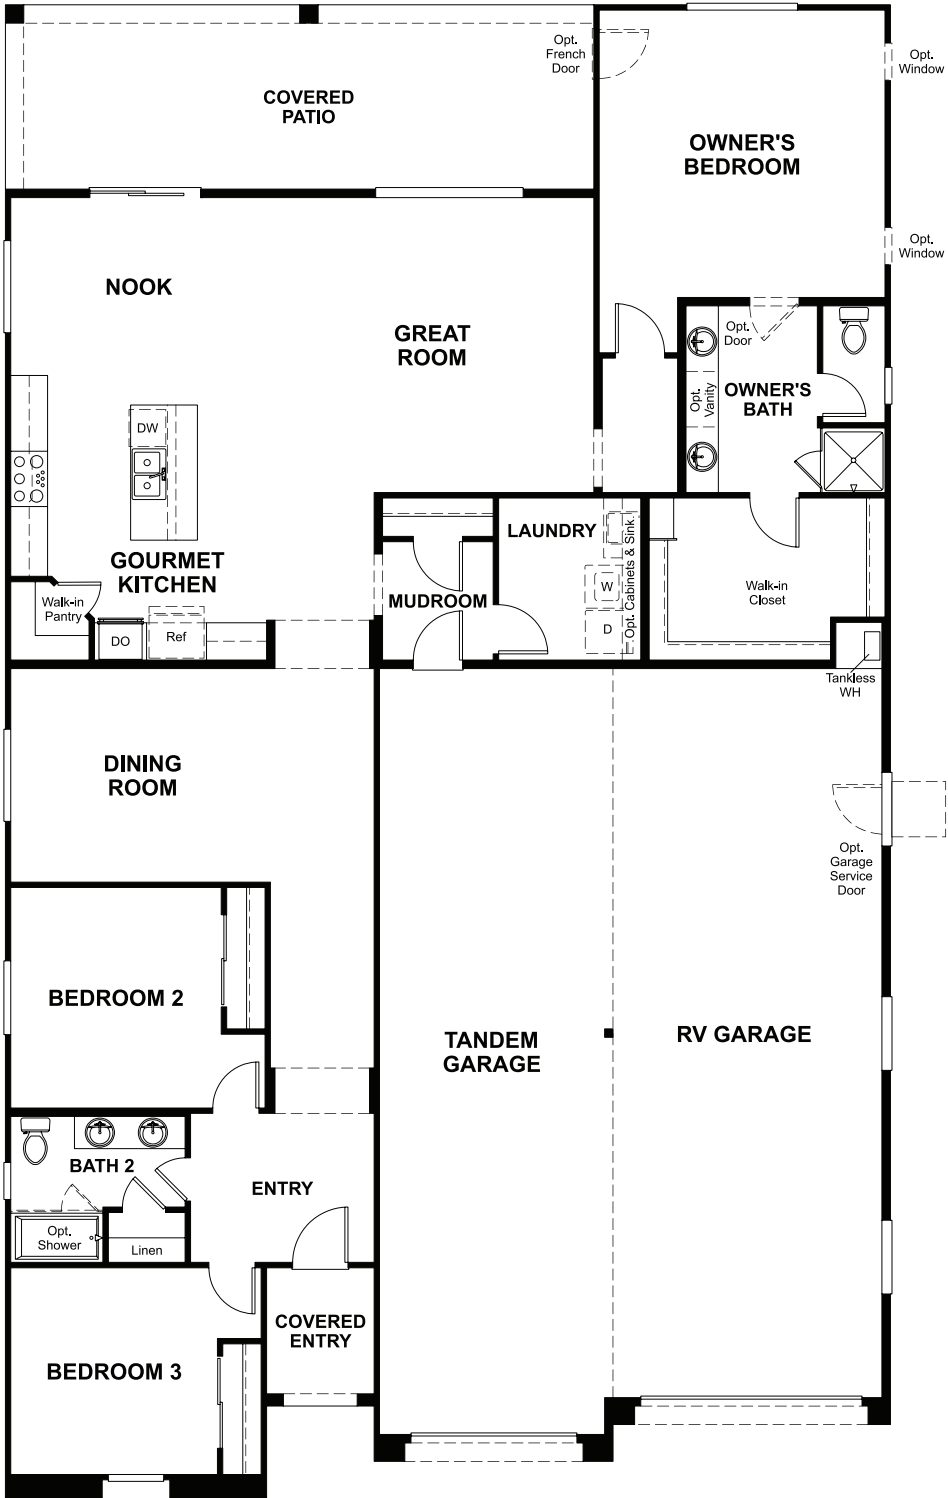 Opt.
French
Door
Opt.
Window
COVERED
PATIO
OWNER'S
BEDROOM
Opt.
Window
NOOK
GREAT
ROOM
Opt.
Door
OWNER'S
BATH
Opt.
Vanity
DW
GOURMET
KITCHEN
LAUNDRY
Opt. Cabinets & Sink
W
D
MUDROOM
Walk-in
Closet
Walk-in
Pantry
DO
Ref
Tankless
WH
DINING
ROOM
Opt.
Garage
Service
Door
BEDROOM 2
TANDEM
GARAGE
RV GARAGE
BATH 2
ENTRY
Opt.
Shower
Linen
COVERED
ENTRY
BEDROOM 3